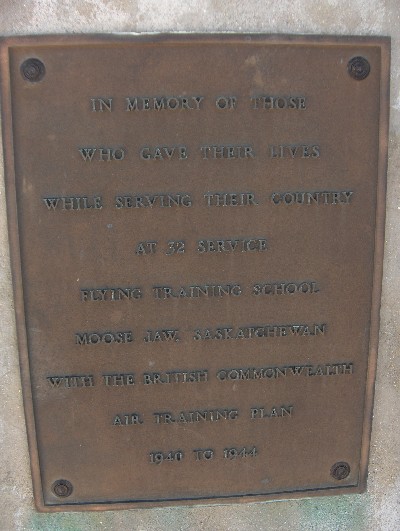 IN MEMORY OF THOSE
WHO GAVE THEIR LIVES
WHILE SERVING THEIR COUNTRY
AT 32 SERVICE
FLYING TRAINING SCHOOL
MOOSE JAW, SASKATCHEWAN
WITH THE BRITISH COMMONWEALTH
AIR TRAINING PLAN
1940 TO 1944